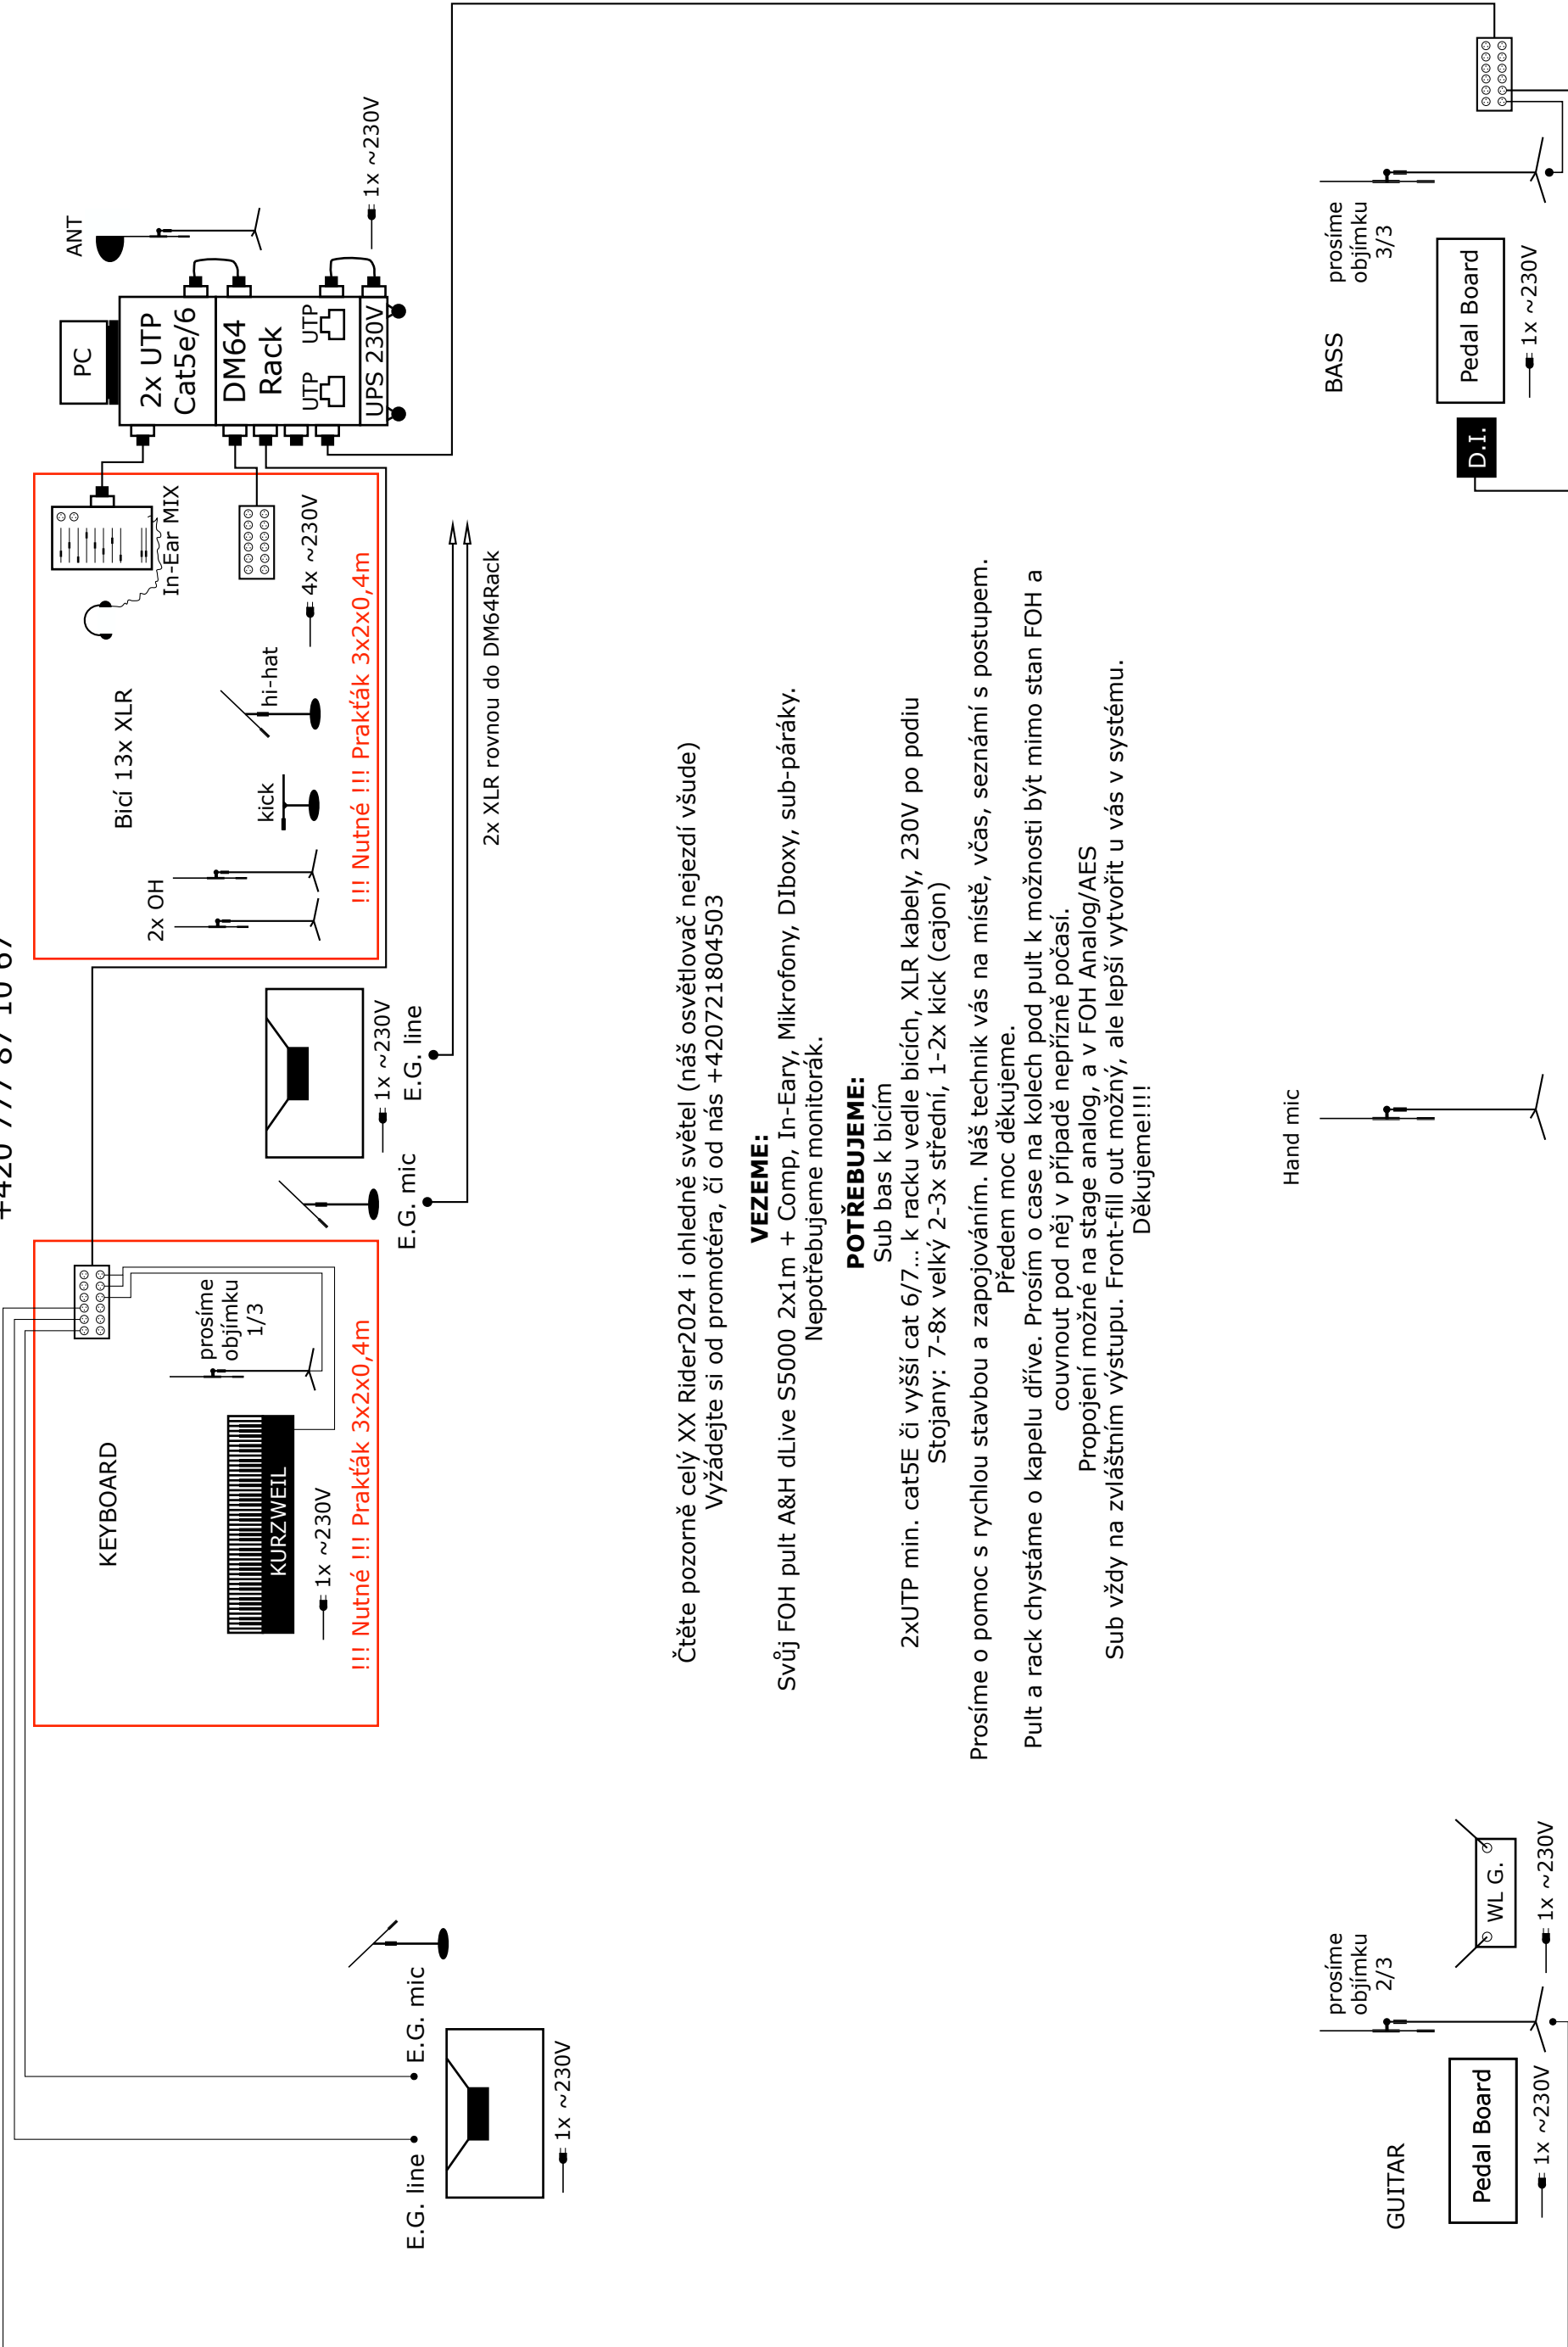 KEYBOARD
prosíme
objímku
1/3
KURZWEIL
1x ~230V
!!! Nutné !!! Prakťák 3x2x0,4m
Bicí 13x XLR
2x OH
kick
hi-hat
In-Ear MIX
4x ~230V
!!! Nutné !!! Prakťák 3x2x0,4m
PC
ANT
2x UTP
Cat5e/6
DM64
Rack
UTP
UTP
UPS 230V
1x ~230V
E.G. line
E.G. mic
1x ~230V
E.G. mic
1x ~230V
E.G. line
2x XLR rovnou do DM64Rack
Čtěte pozorně celý XX Rider2024 i ohledně světel (náš osvětlovač nejezdí všude)
Vyžádejte si od promotéra, čí od nás +420721804503
VEZEME:
Svůj FOH pult A&H dLive S5000 2x1m + Comp, In-Eary, Mikrofony, DIboxy, sub-páráky.
Nepotřebujeme monitorák.
POTŘEBUJEME:
Sub bas k bicím
2xUTP min. cat5E či vyšší cat 6/7... k racku vedle bicích, XLR kabely, 230V po podiu
Stojany: 7-8x velký 2-3x střední, 1-2x kick (cajon)
Prosíme o pomoc s rychlou stavbou a zapojováním. Náš technik vás na místě, včas, seznámí s postupem.
Předem moc děkujeme.
Pult a rack chystáme o kapelu dříve. Prosím o case na kolech pod pult k možnosti být mimo stan FOH a
couvnout pod něj v případě nepřízně počasí.
Propojení možné na stage analog, a v FOH Analog/AES
Sub vždy na zvláštním výstupu. Front-fill out možný, ale lepší vytvořit u vás v systému.
Děkujeme!!!!
GUITAR
prosíme
objímku
2/3
Pedal Board
1x ~230V
WL G.
1x ~230V
Hand mic
BASS
prosíme
objímku
3/3
D.I.
Pedal Board
1x ~230V